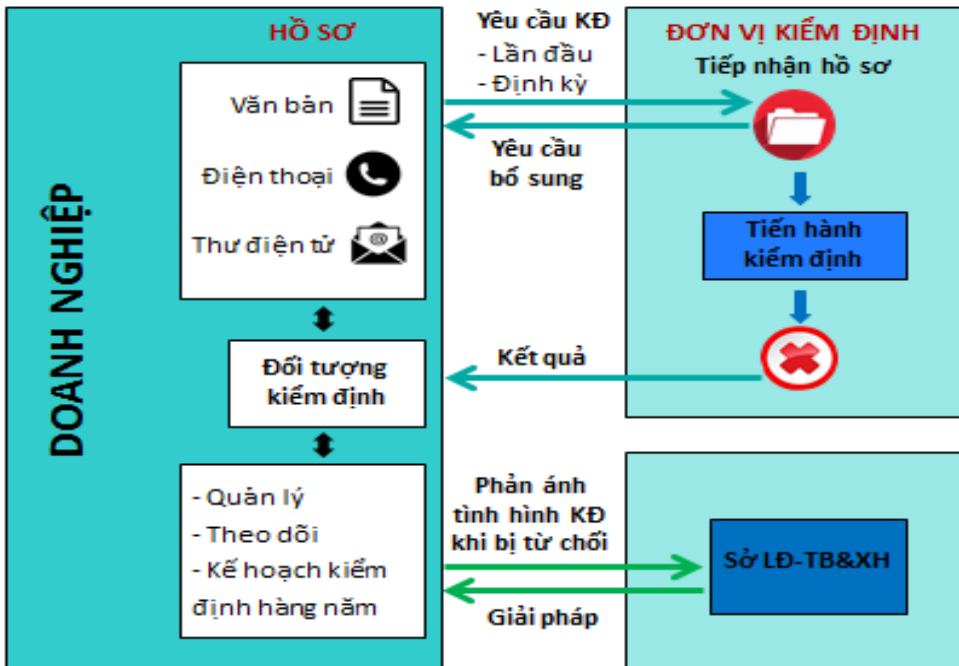 DOANH NGHIỆP
HỒ SƠ
Văn bản
Điện thoại
Thư điện tử
@
Đối tượng
kiểm định
- Quản lý
- Theo dõi
- Kế hoạch kiểm
định hàng năm
Yêu cầu KĐ
- Lần đầu
- Định kỳ
Yêu cầu
bổ sung
Kết quả
Phản ánh
tình hình KĐ
khi bị từ chối
Giải pháp
ĐƠN VỊ KIỂM ĐỊNH
Tiếp nhận hồ sơ
Tiến hành
kiểm định
Sở LĐ-TB&XH